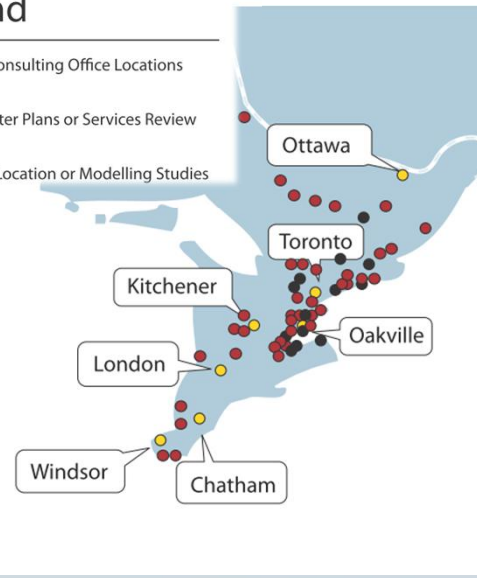 nd
onsulting Office Locations
ter Plans or Services Review
Location or Modelling Studies
Ottawa
Toronto
Kitchener
Oakville
London
Windsor
Chatham